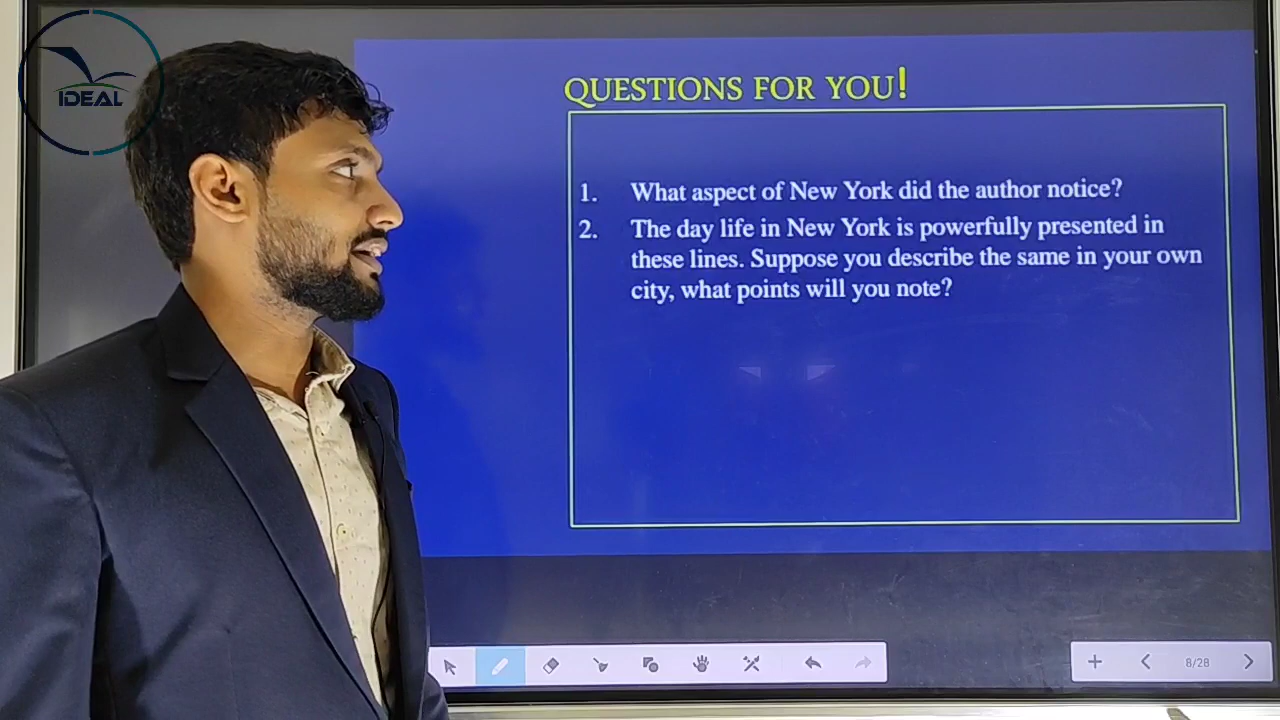 IDEAL
QUESTIONS FOR YOU!
1. What aspect of New York did the author notice?
2. The day life in New York is powerfully presented in
these lines. Suppose you describe the same in your own
city, what points will you note?
8/28